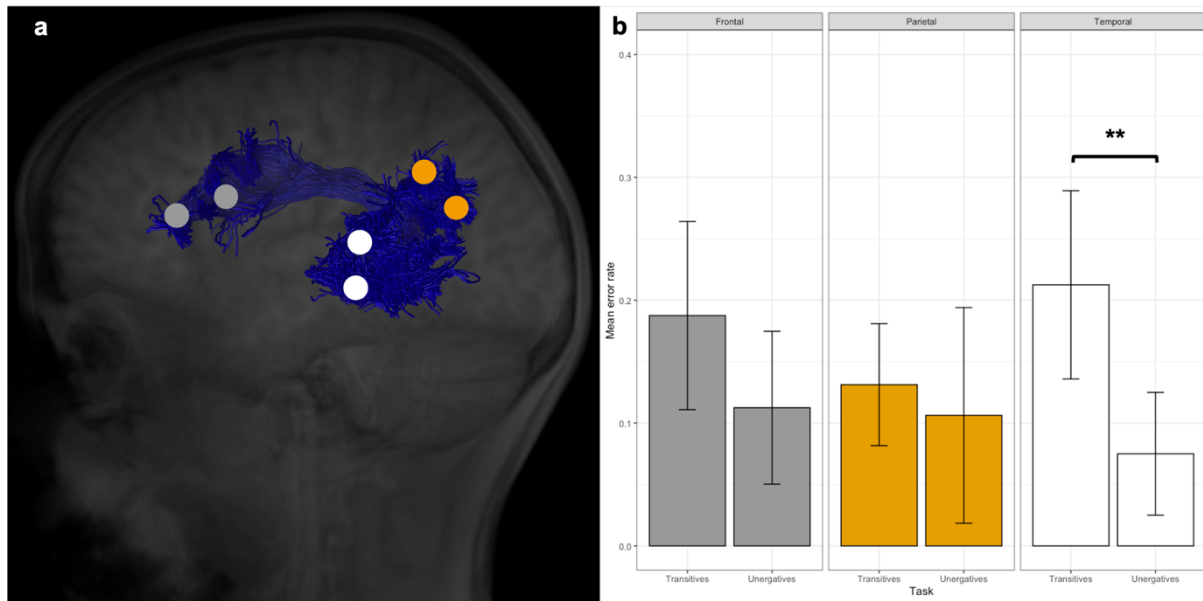 a
b
Frontal
Parietal
Temporal
0.4
0.3
0.2
0.1
0.0
Mean error rate
**
Transitives
Unergatives
Transitives
Unergatives
Transitives
Unergatives
Task